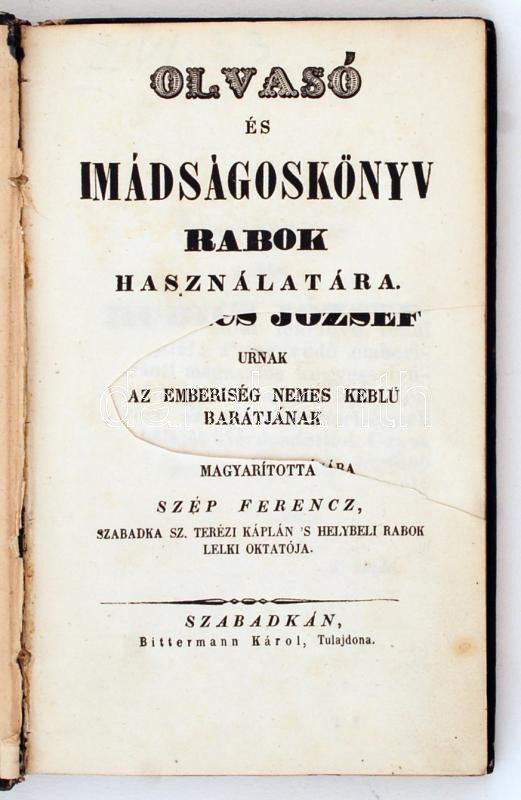 OLVASÓ
ÉS
IMÁDSÁGOSKÖNYV
RABOK
HASZNÁLATÁRA.
JÓZSEF
URNAK
AZ EMBERISÉG NEMES KEBLŰ
BARÁTJÁNAK
MAGYARÍTOTTA
SZÉP FERENCZ,
SZABADKA SZ. TERÉZI KÁPLÁN 'S HELYBELI RABOK
LELKI OKTATÓJA.
SZABADKÁN,
Bittermann Károl, Tulajdona.